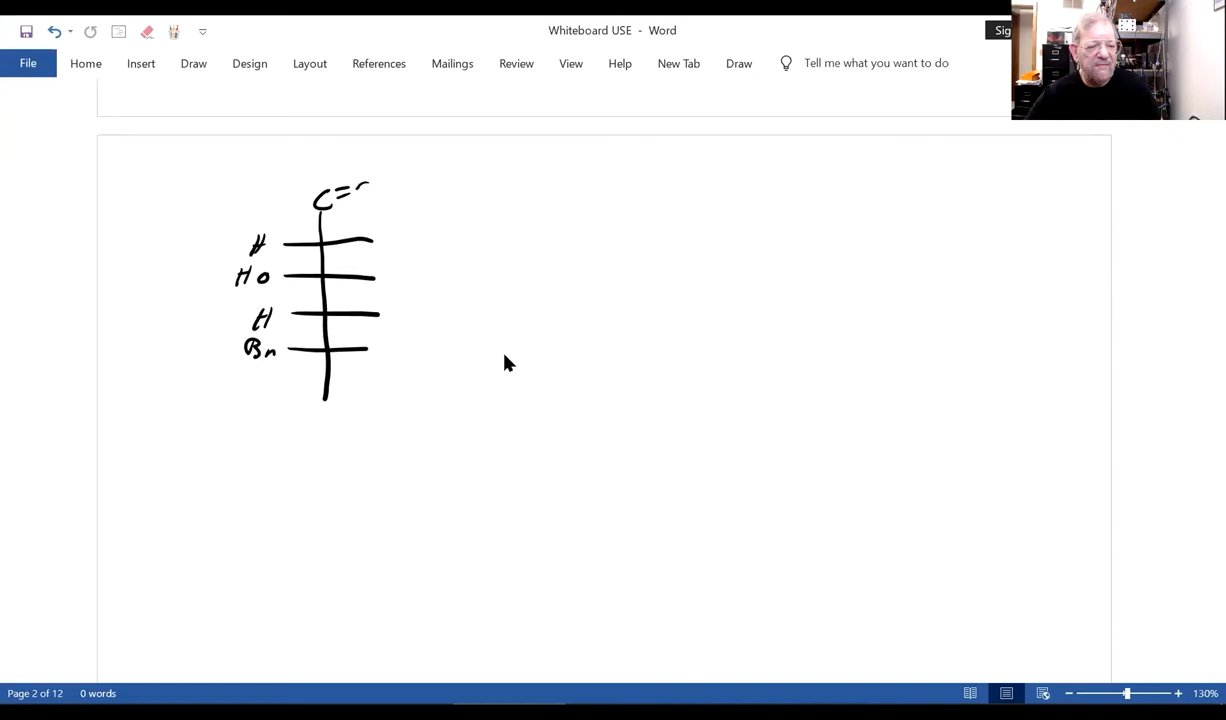 Whiteboard USE - Word
File Home Insert Draw Design Layout References Mailings Review View Help New Tab Draw Tell me what you want to do
C=
H
HO
H
Br
Page 2 of 12 0 words 130%